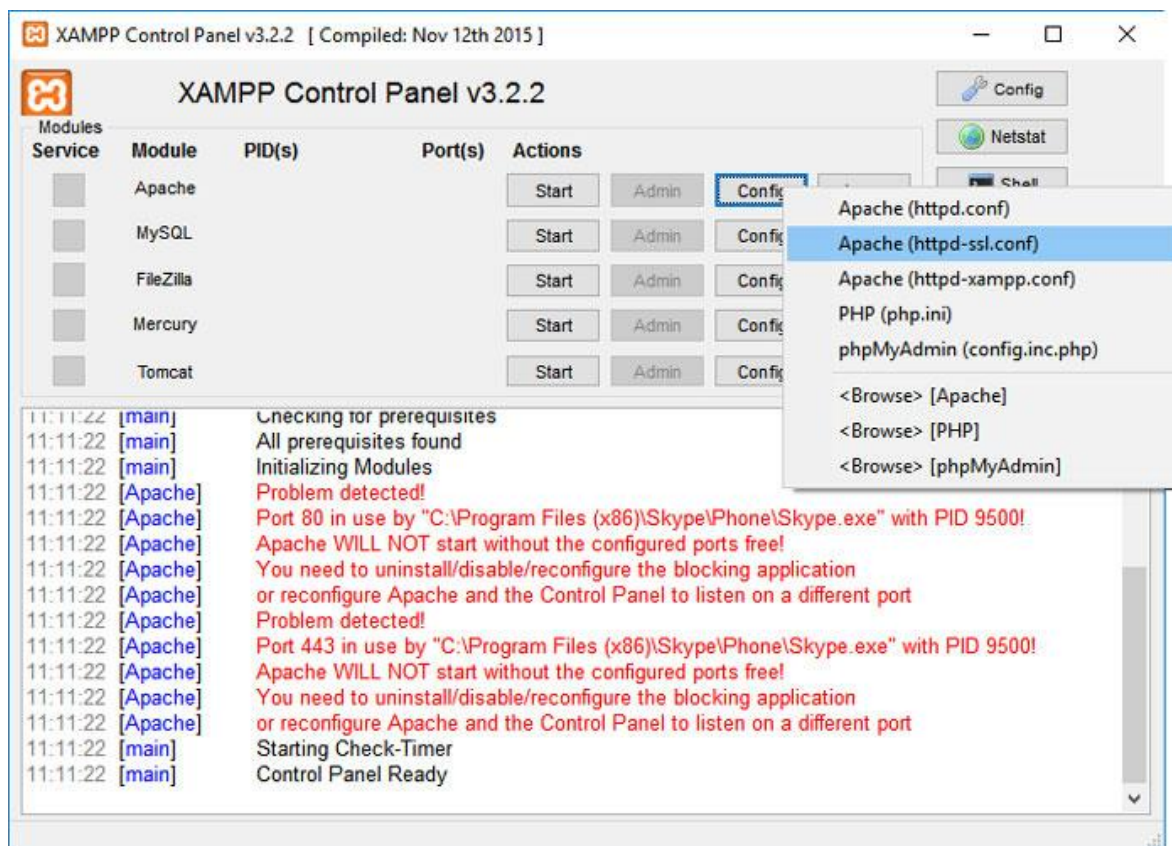 XAMPP Control Panel v3.2.2 [ Compiled: Nov 12th 2015 ]
XAMPP Control Panel v3.2.2
Config
Modules
Netstat
Service Module PID(s) Port(s) Actions
Shell
Apache Start Admin Config
MySQL Start Admin Config
FileZilla Start Admin Config
Mercury Start Admin Config
Tomcat Start Admin Config
Apache (httpd.conf)
Apache (httpd-ssl.conf)
Apache (httpd-xampp.conf)
PHP (php.ini)
phpMyAdmin (config.inc.php)
<Browse> [Apache]
<Browse> [PHP]
<Browse> [phpMyAdmin]
11:11:22 [main] Checking for prerequisites
11:11:22 [main] All prerequisites found
11:11:22 [main] Initializing Modules
11:11:22 [Apache] Problem detected!
11:11:22 [Apache] Port 80 in use by "C:\Program Files (x86)\Skype\Phone\Skype.exe" with PID 9500!
11:11:22 [Apache] Apache WILL NOT start without the configured ports free!
11:11:22 [Apache] You need to uninstall/disable/reconfigure the blocking application
11:11:22 [Apache] or reconfigure Apache and the Control Panel to listen on a different port
11:11:22 [Apache] Problem detected!
11:11:22 [Apache] Port 443 in use by "C:\Program Files (x86)\Skype\Phone\Skype.exe" with PID 9500!
11:11:22 [Apache] Apache WILL NOT start without the configured ports free!
11:11:22 [Apache] You need to uninstall/disable/reconfigure the blocking application
11:11:22 [Apache] or reconfigure Apache and the Control Panel to listen on a different port
11:11:22 [main] Starting Check-Timer
11:11:22 [main] Control Panel Ready